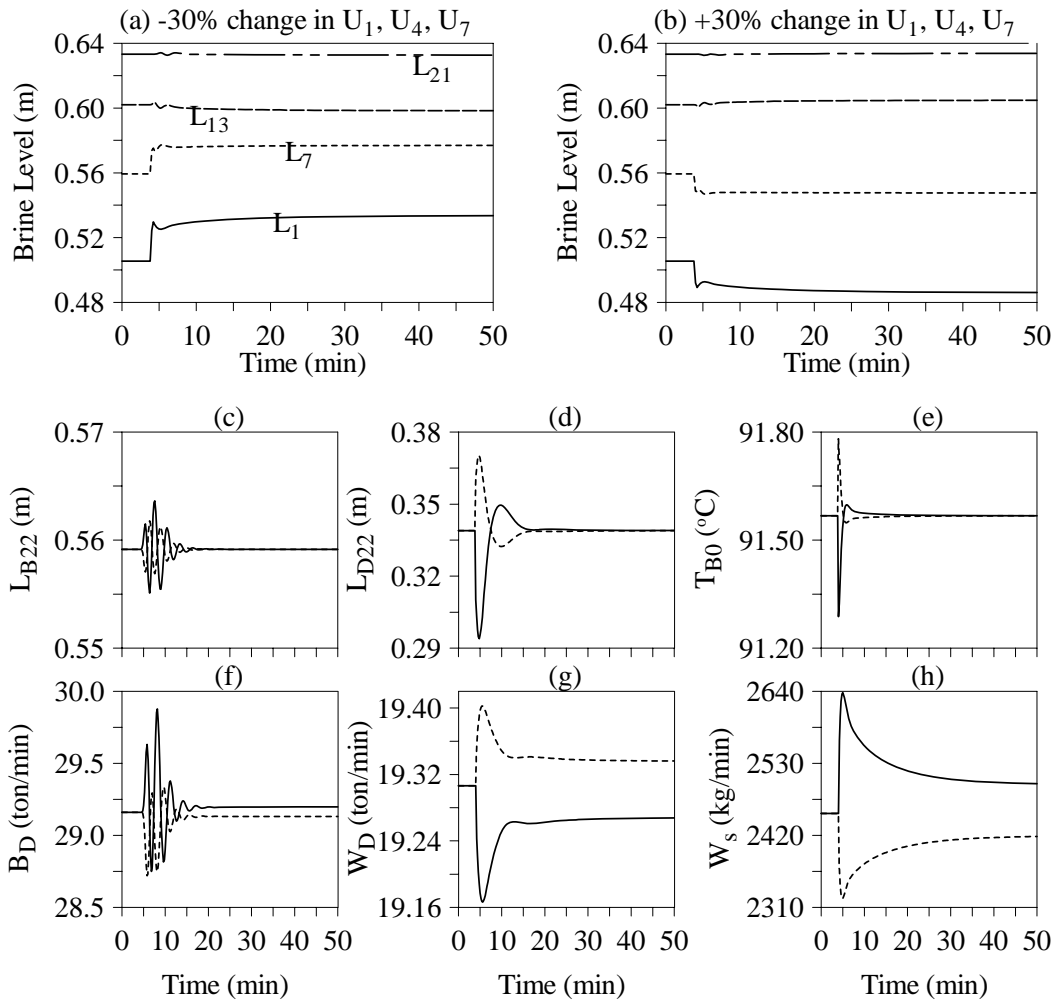 (a) -30% change in U1, U4, U7
(b) +30% change in U1, U4, U7
Brine Level (m)
0.64
0.60
0.56
0.52
0.48
L21
L13
L7
L1
0 10 20 30 40 50
Time (min)
Brine Level (m)
0.64
0.60
0.56
0.52
0.48
0 10 20 30 40 50
Time (min)
(c)
LB22 (m)
0.57
0.56
0.55
(d)
LD22 (m)
0.38
0.35
0.32
0.29
(e)
TB0 (oC)
91.80
91.50
91.20
(f)
BD (ton/min)
30.0
29.5
29.0
28.5
0 10 20 30 40 50
Time (min)
(g)
WD (ton/min)
19.40
19.32
19.24
19.16
0 10 20 30 40 50
Time (min)
(h)
Ws (kg/min)
2640
2530
2420
2310
0 10 20 30 40 50
Time (min)